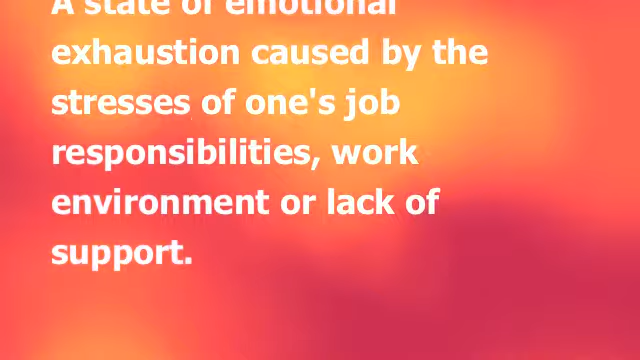 A state of emotional
exhaustion caused by the
stresses of one's job
responsibilities, work
environment or lack of
support.